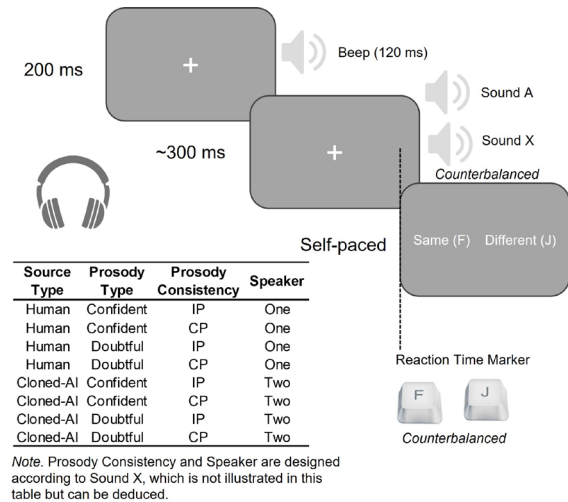 200 ms
Beep (120 ms)
Sound A
~300 ms
Sound X
Counterbalanced
Same (F) Different (J)
Self-paced
Source Type Prosody Type Prosody Consistency Speaker
Human Confident IP One
Human Confident CP One
Human Doubtful IP One
Human Doubtful CP One
Cloned-AI Confident IP Two
Cloned-AI Confident CP Two
Cloned-AI Doubtful IP Two
Cloned-AI Doubtful CP Two
Reaction Time Marker
F J
Counterbalanced
Note. Prosody Consistency and Speaker are designed
according to Sound X, which is not illustrated in this
table but can be deduced.